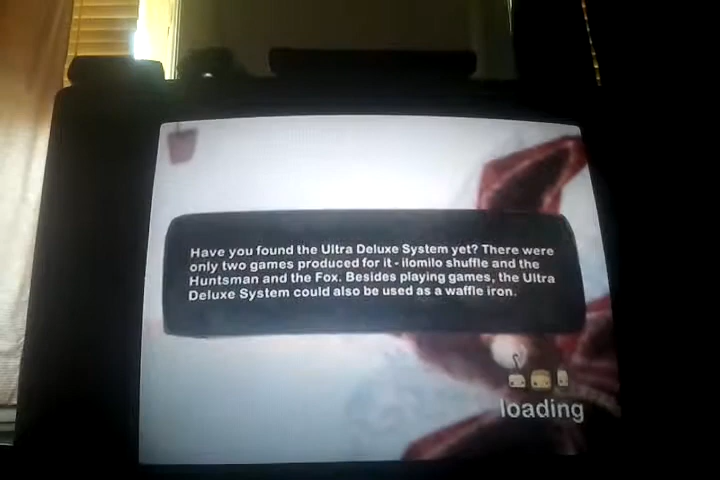 Have you found the Ultra Deluxe System yet? There were
only two games produced for it - ilomilo shuffle and the
Huntsman and the Fox. Besides playing games, the Ultra
Deluxe System could also be used as a waffle iron.
loading